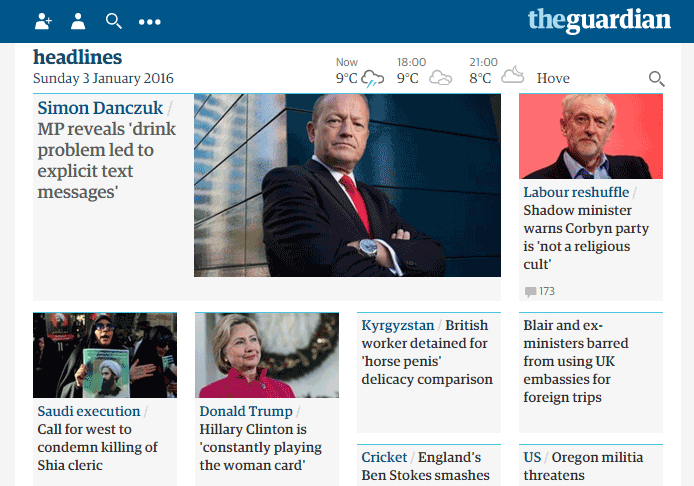 theguardian
headlines
Sunday 3 January 2016
Now 18:00 21:00
9°C 9°C 8°C Hove
Simon Danczuk /
MP reveals 'drink
problem led to
explicit text
messages'
Labour reshuffle /
Shadow minister
warns Corbyn party
is 'not a religious
cult'
173
Saudi execution /
Call for west to
condemn killing of
Shia cleric
Donald Trump /
Hillary Clinton is
'constantly playing
the woman card'
Kyrgyzstan / British
worker detained for
'horse penis'
delicacy comparison
Blair and ex-
ministers barred
from using UK
embassies for
foreign trips
Cricket / England's
Ben Stokes smashes
US / Oregon militia
threatens